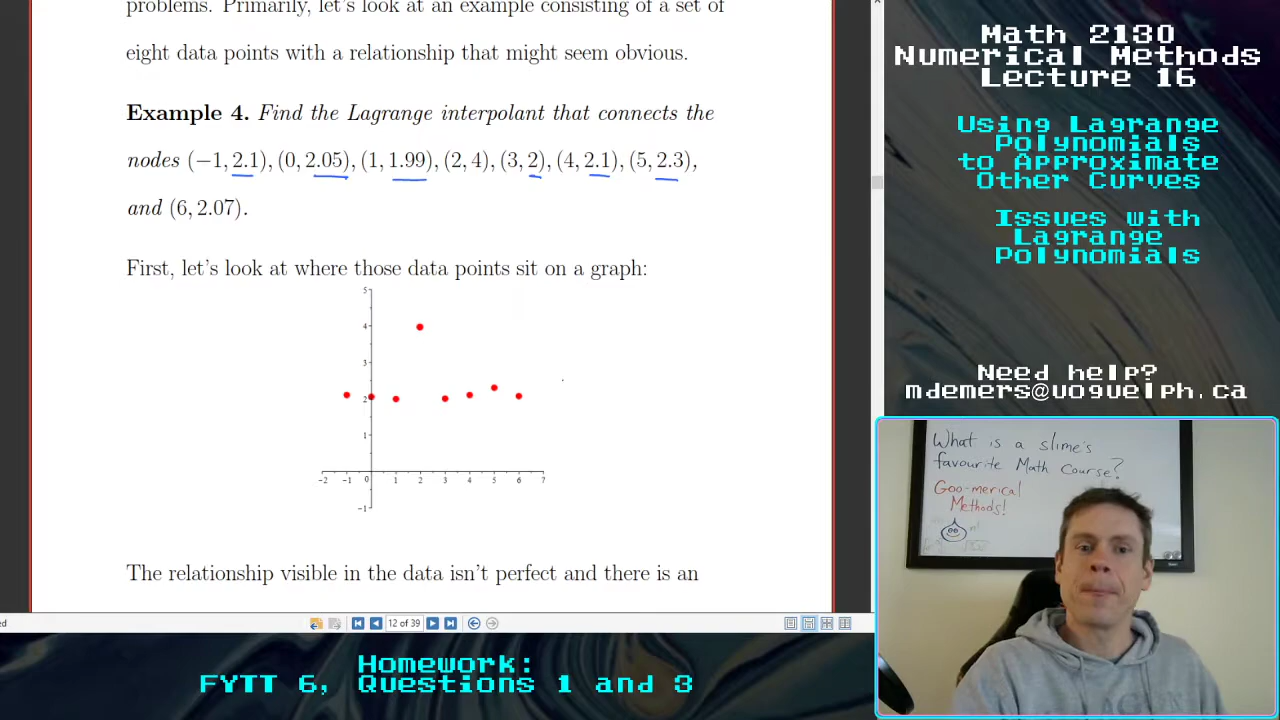 problems. Primarily, let's look at an example consisting of a set of
eight data points with a relationship that might seem obvious.
Example 4. Find the Lagrange interpolant that connects the
nodes (−1, 2.1), (0, 2.05), (1, 1.99), (2, 4), (3, 2), (4, 2.1), (5, 2.3),
and (6, 2.07).
First, let's look at where those data points sit on a graph:
5
4
3
2
1
−2 −1 0 1 2 3 4 5 6 7
−1
The relationship visible in the data isn't perfect and there is an
12 of 39
Math 2130
Numerical Methods
Lecture 16
Using Lagrange
Polynomials
to Approximate
Other Curves
Issues with
Lagrange
Polynomials
Need help?
mdemers@uoguelph.ca
What is a slime's
favourite Math Course?
Goo-merical
Methods!
Homework:
FYTT 6, Questions 1 and 3